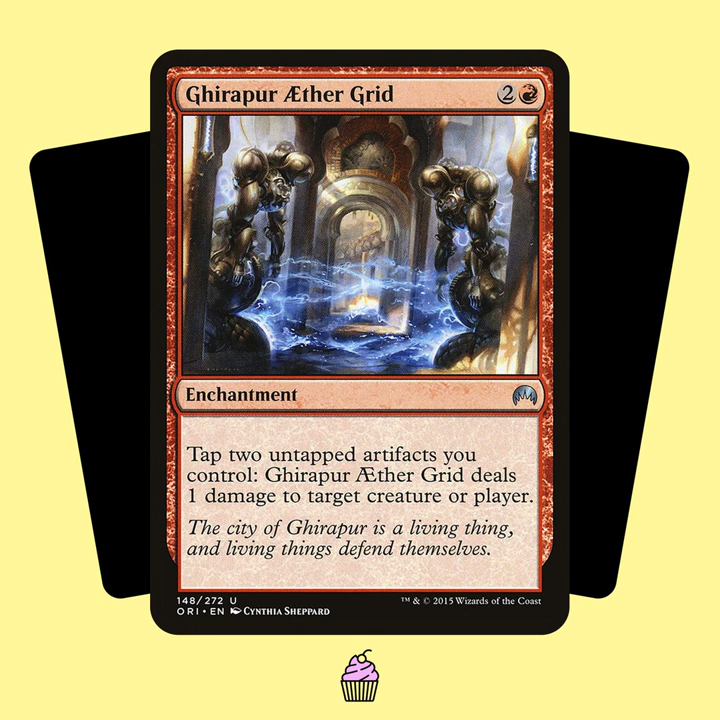 Ghirapur Æther Grid 2
Enchantment
Tap two untapped artifacts you
control: Ghirapur Æther Grid deals
1 damage to target creature or player.
The city of Ghirapur is a living thing,
and living things defend themselves.
148/272 U
™ & © 2015 Wizards of the Coast
ORI • EN Cynthia Sheppard